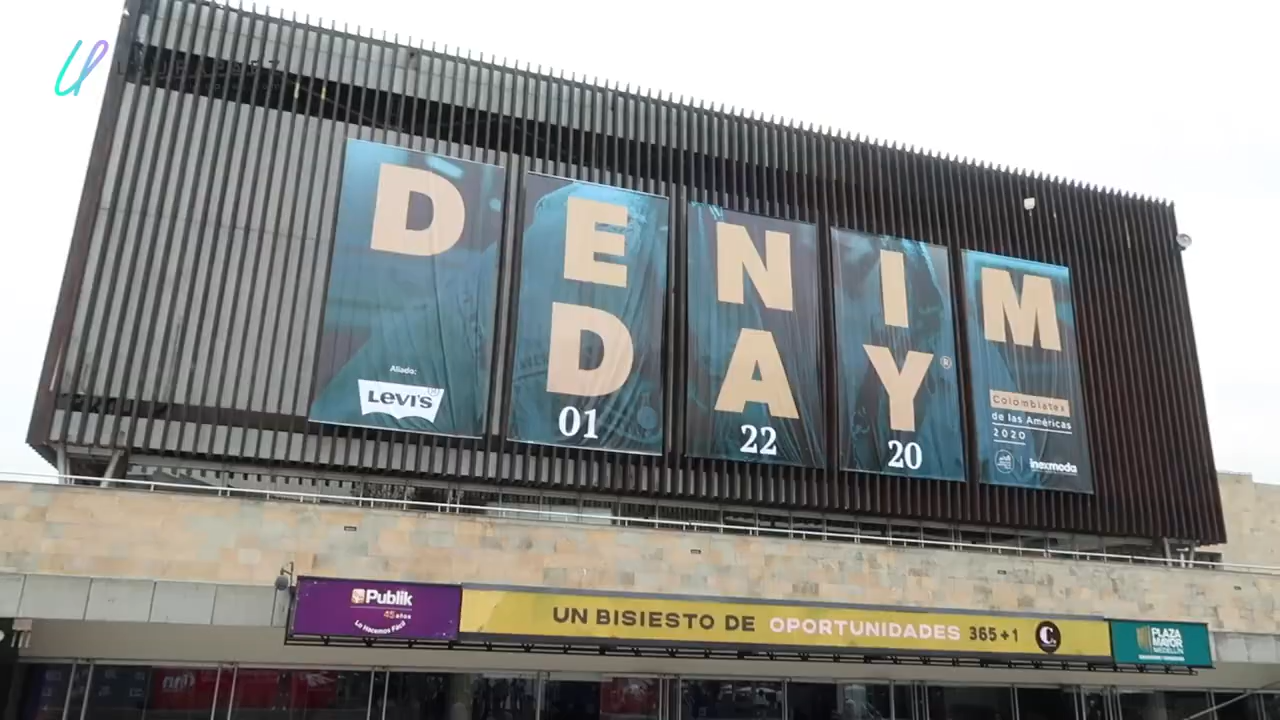 DENIM
DAY®
01 22 20
Aliado:
LEVI'S
Colombiatex
de las Américas
2020
inexmoda
Publik
45 años
Lo Hacemos Fácil
UN BISIESTO DE OPORTUNIDADES 365+1
PLAZA
MAYOR
MEDELLÍN